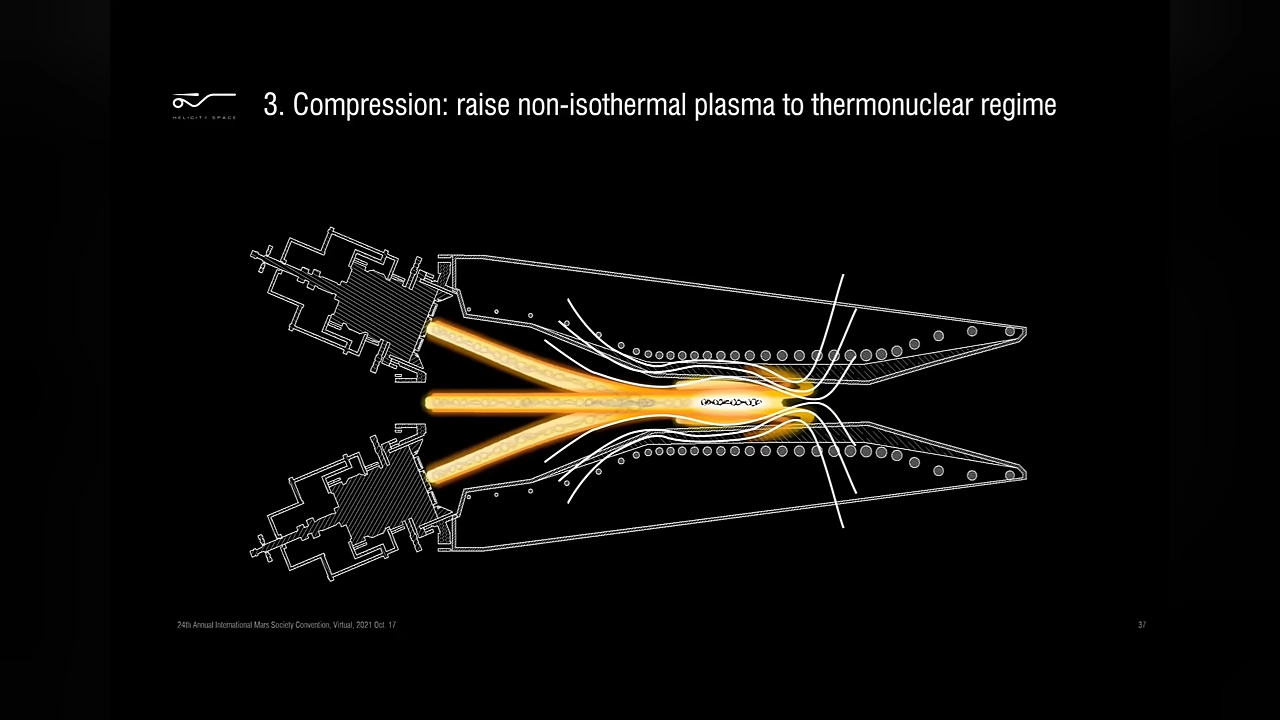 3. Compression: raise non-isothermal plasma to thermonuclear regime
HELICITY SPACE
24th Annual International Mars Society Convention, Virtual, 2021 Oct. 17
37